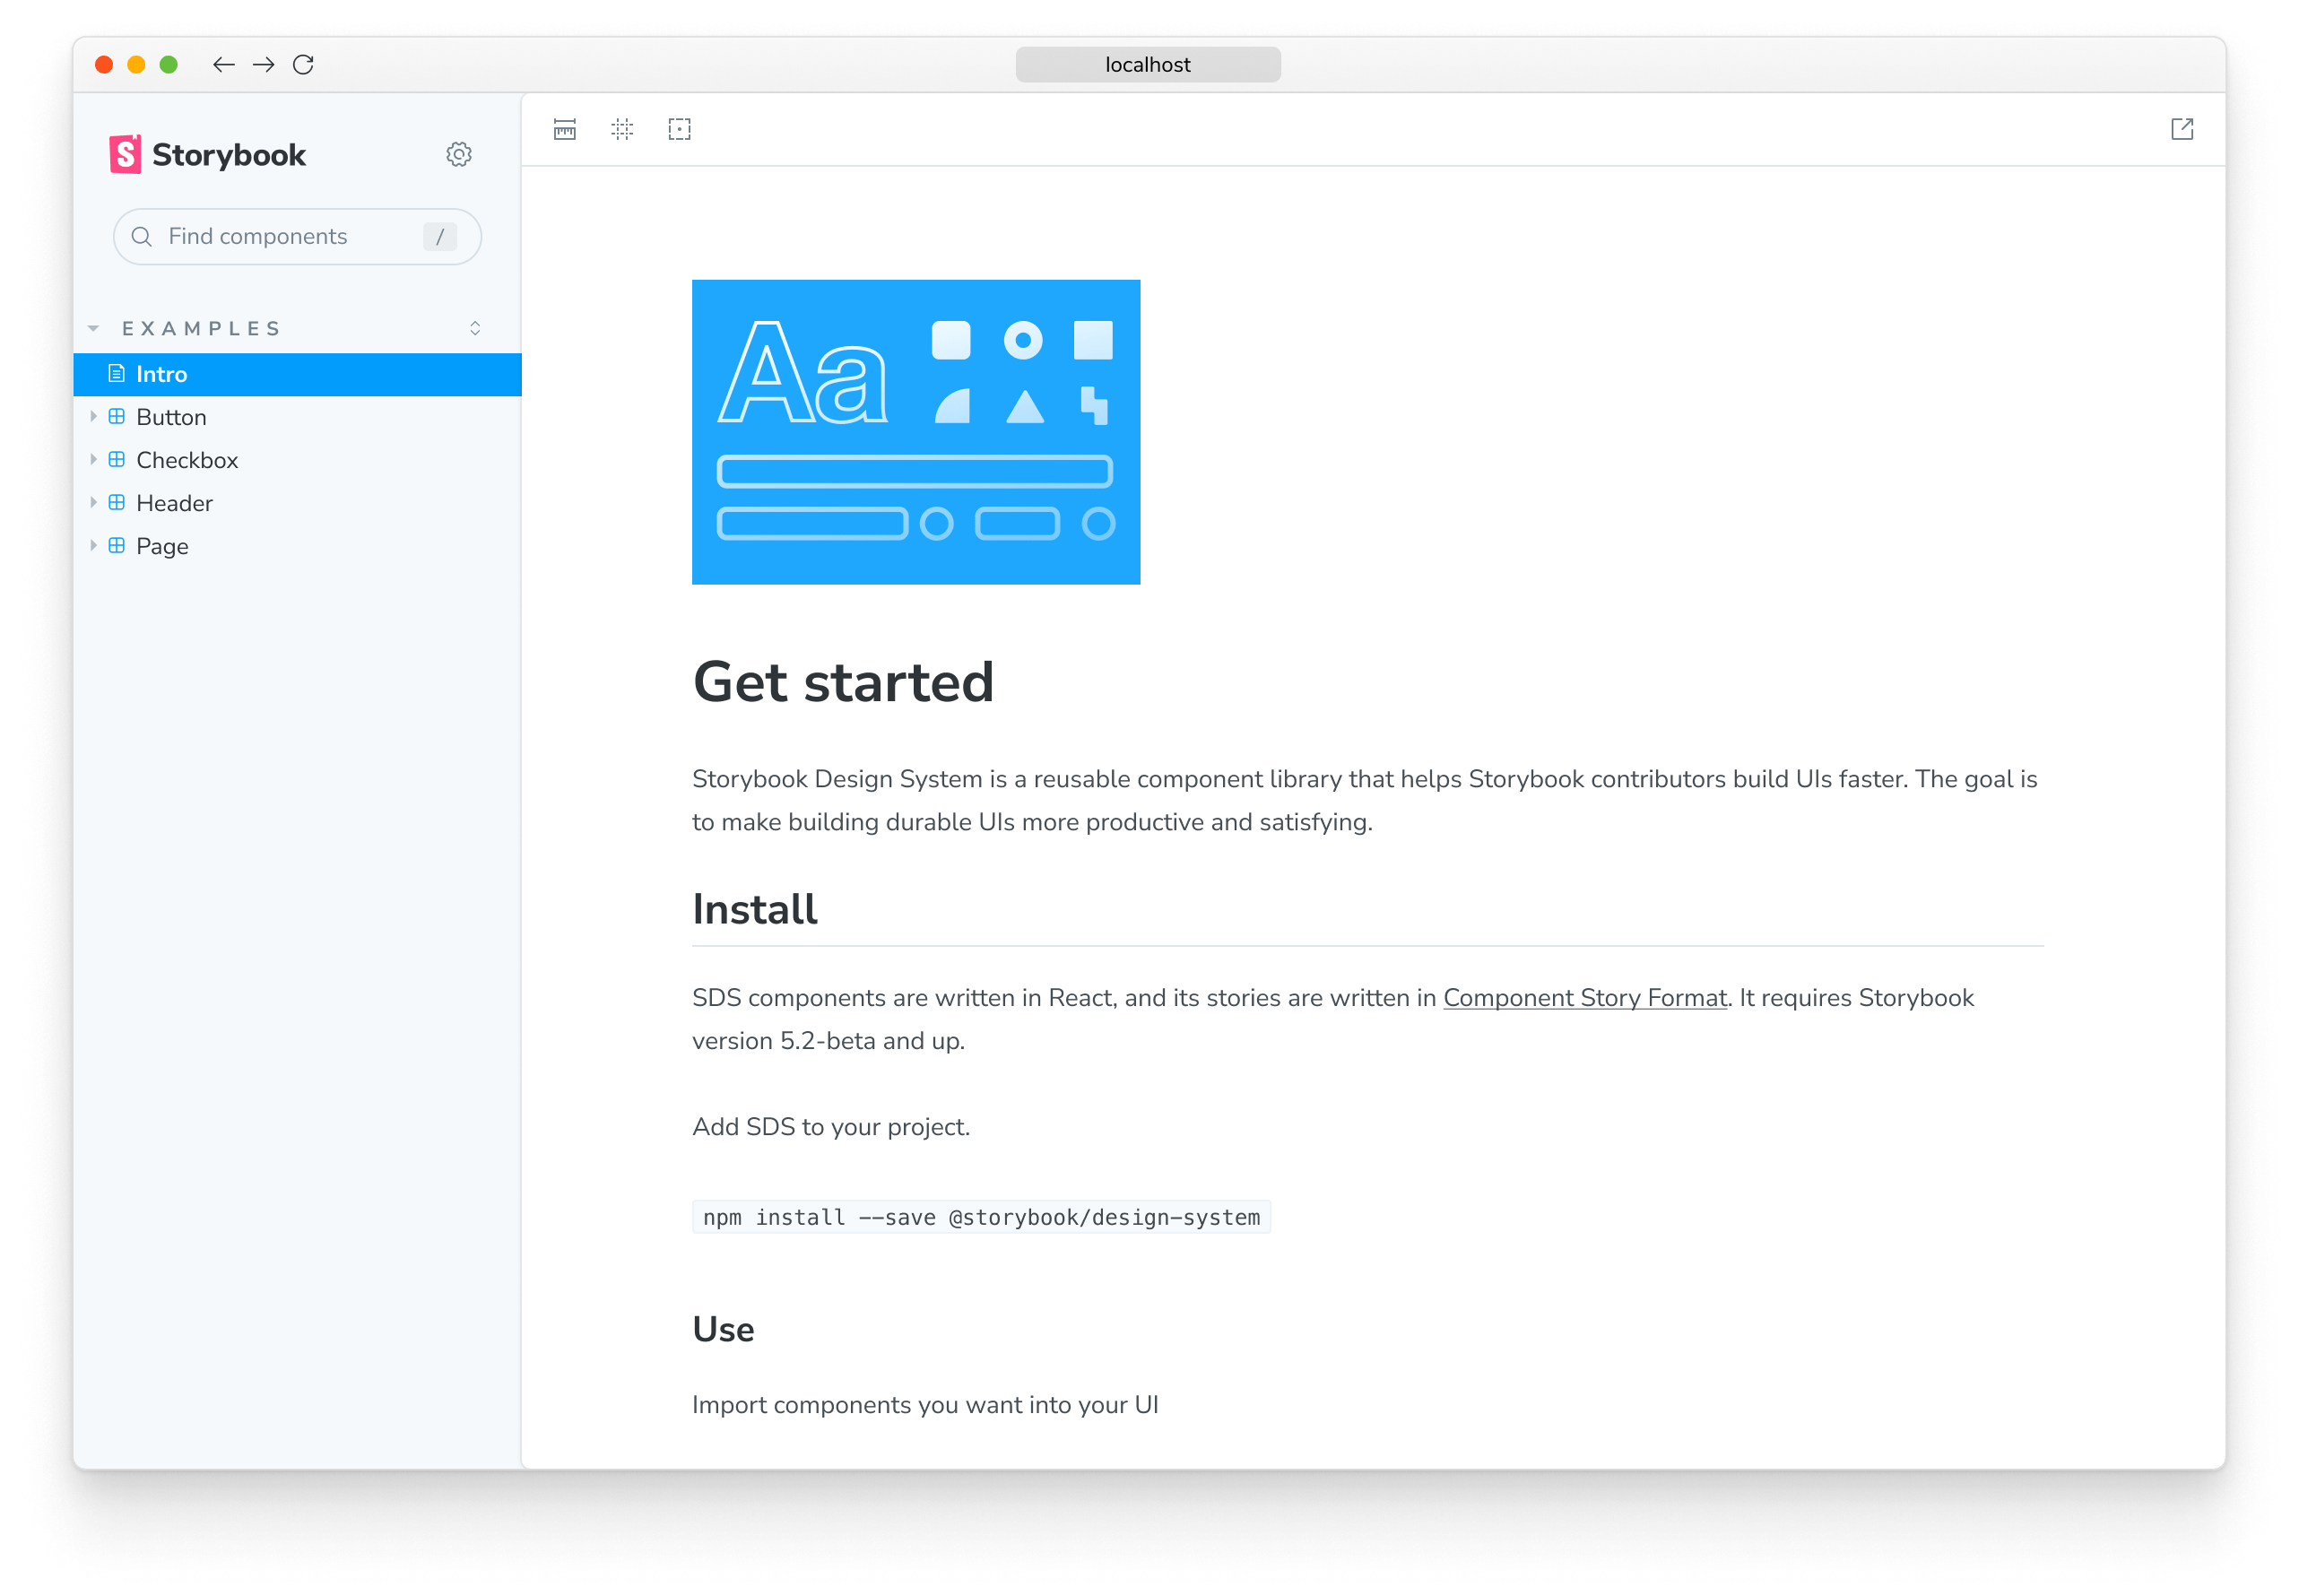 localhost
Storybook
Find components /
EXAMPLES
Intro
Button
Checkbox
Header
Page
Aa
Get started
Storybook Design System is a reusable component library that helps Storybook contributors build UIs faster. The goal is
to make building durable UIs more productive and satisfying.
Install
SDS components are written in React, and its stories are written in Component Story Format. It requires Storybook
version 5.2-beta and up.
Add SDS to your project.
npm install --save @storybook/design-system
Use
Import components you want into your UI